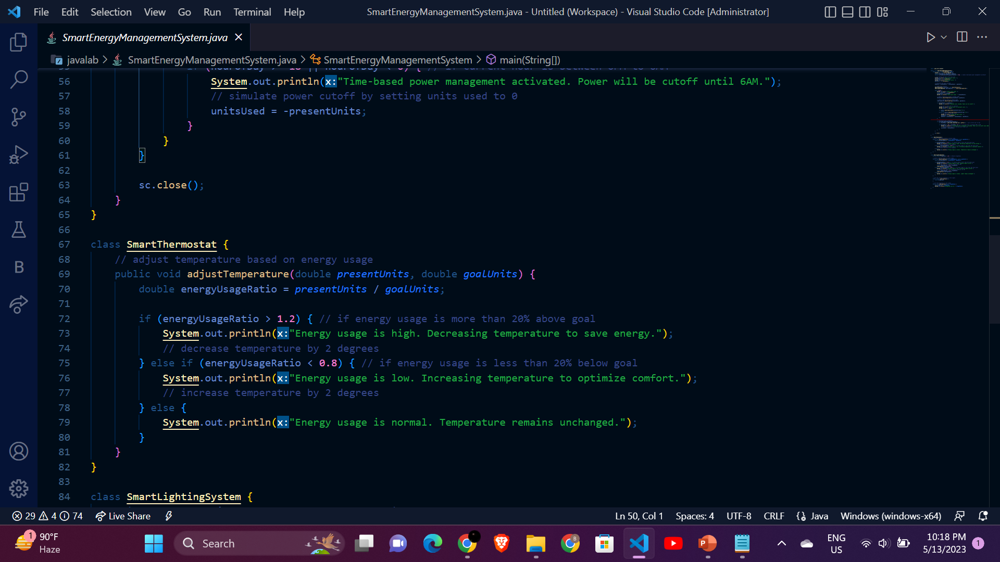 File Edit Selection View Go Run Terminal Help
SmartEnergyManagementSystem.java - Untitled (Workspace) - Visual Studio Code [Administrator]
SmartEnergyManagementSystem.java
javalab > SmartEnergyManagementSystem.java > SmartEnergyManagementSystem > main(String[])
56 System.out.println(x:"Time-based power management activated. Power will be cutoff until 6AM.");
57 // simulate power cutoff by setting units used to 0
58 unitsUsed = -presentUnits;
59 }
60 }
61 }
62
63 sc.close();
64 }
65 }
66
67 class SmartThermostat {
68 // adjust temperature based on energy usage
69 public void adjustTemperature(double presentUnits, double goalUnits) {
70 double energyUsageRatio = presentUnits / goalUnits;
71
72 if (energyUsageRatio > 1.2) { // if energy usage is more than 20% above goal
73 System.out.println(x:"Energy usage is high. Decreasing temperature to save energy.");
74 // decrease temperature by 2 degrees
75 } else if (energyUsageRatio < 0.8) { // if energy usage is less than 20% below goal
76 System.out.println(x:"Energy usage is low. Increasing temperature to optimize comfort.");
77 // increase temperature by 2 degrees
78 } else {
79 System.out.println(x:"Energy usage is normal. Temperature remains unchanged.");
80 }
81 }
82 }
83
84 class SmartLightingSystem {
B
29 4 74 Live Share
Ln 50, Col 1 Spaces: 4 UTF-8 CRLF Java Windows (windows-x64)
1 90°F
Haze
Search
ENG
US
10:18 PM
5/13/2023
1